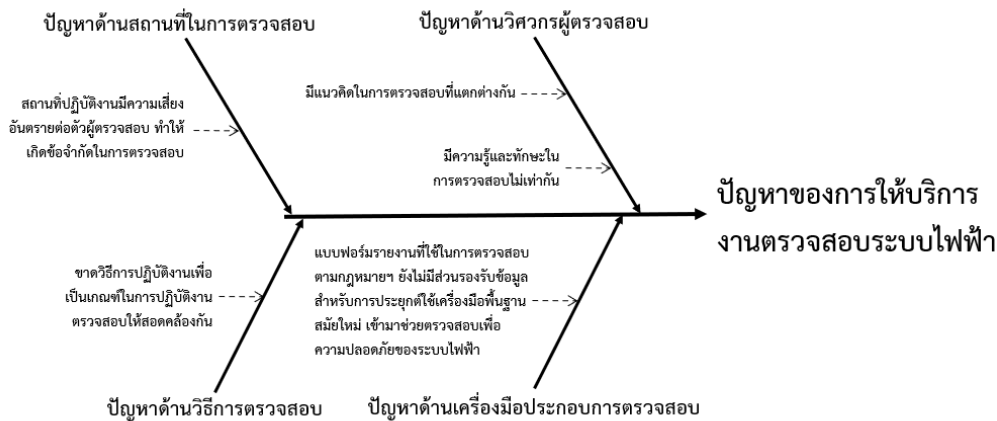 ปัญหาด้านสถานที่ในการตรวจสอบ
ปัญหาด้านวิศวกรผู้ตรวจสอบ
สถานที่ปฏิบัติงานมีความเสี่ยง
อันตรายต่อตัวผู้ตรวจสอบ ทำให้
เกิดข้อจำกัดในการตรวจสอบ
มีแนวคิดในการตรวจสอบที่แตกต่างกัน
มีความรู้และทักษะใน
การตรวจสอบไม่เท่ากัน
ปัญหาของการให้บริการ
งานตรวจสอบระบบไฟฟ้า
ขาดวิธีการปฏิบัติงานเพื่อ
เป็นเกณฑ์ในการปฏิบัติงาน
ตรวจสอบให้สอดคล้องกัน
แบบฟอร์มรายงานที่ใช้ในการตรวจสอบ
ตามกฎหมายฯ ยังไม่มีส่วนรองรับข้อมูล
สำหรับการประยุกต์ใช้เครื่องมือพื้นฐาน
สมัยใหม่ เข้ามาช่วยตรวจสอบเพื่อ
ความปลอดภัยของระบบไฟฟ้า
ปัญหาด้านวิธีการตรวจสอบ
ปัญหาด้านเครื่องมือประกอบการตรวจสอบ